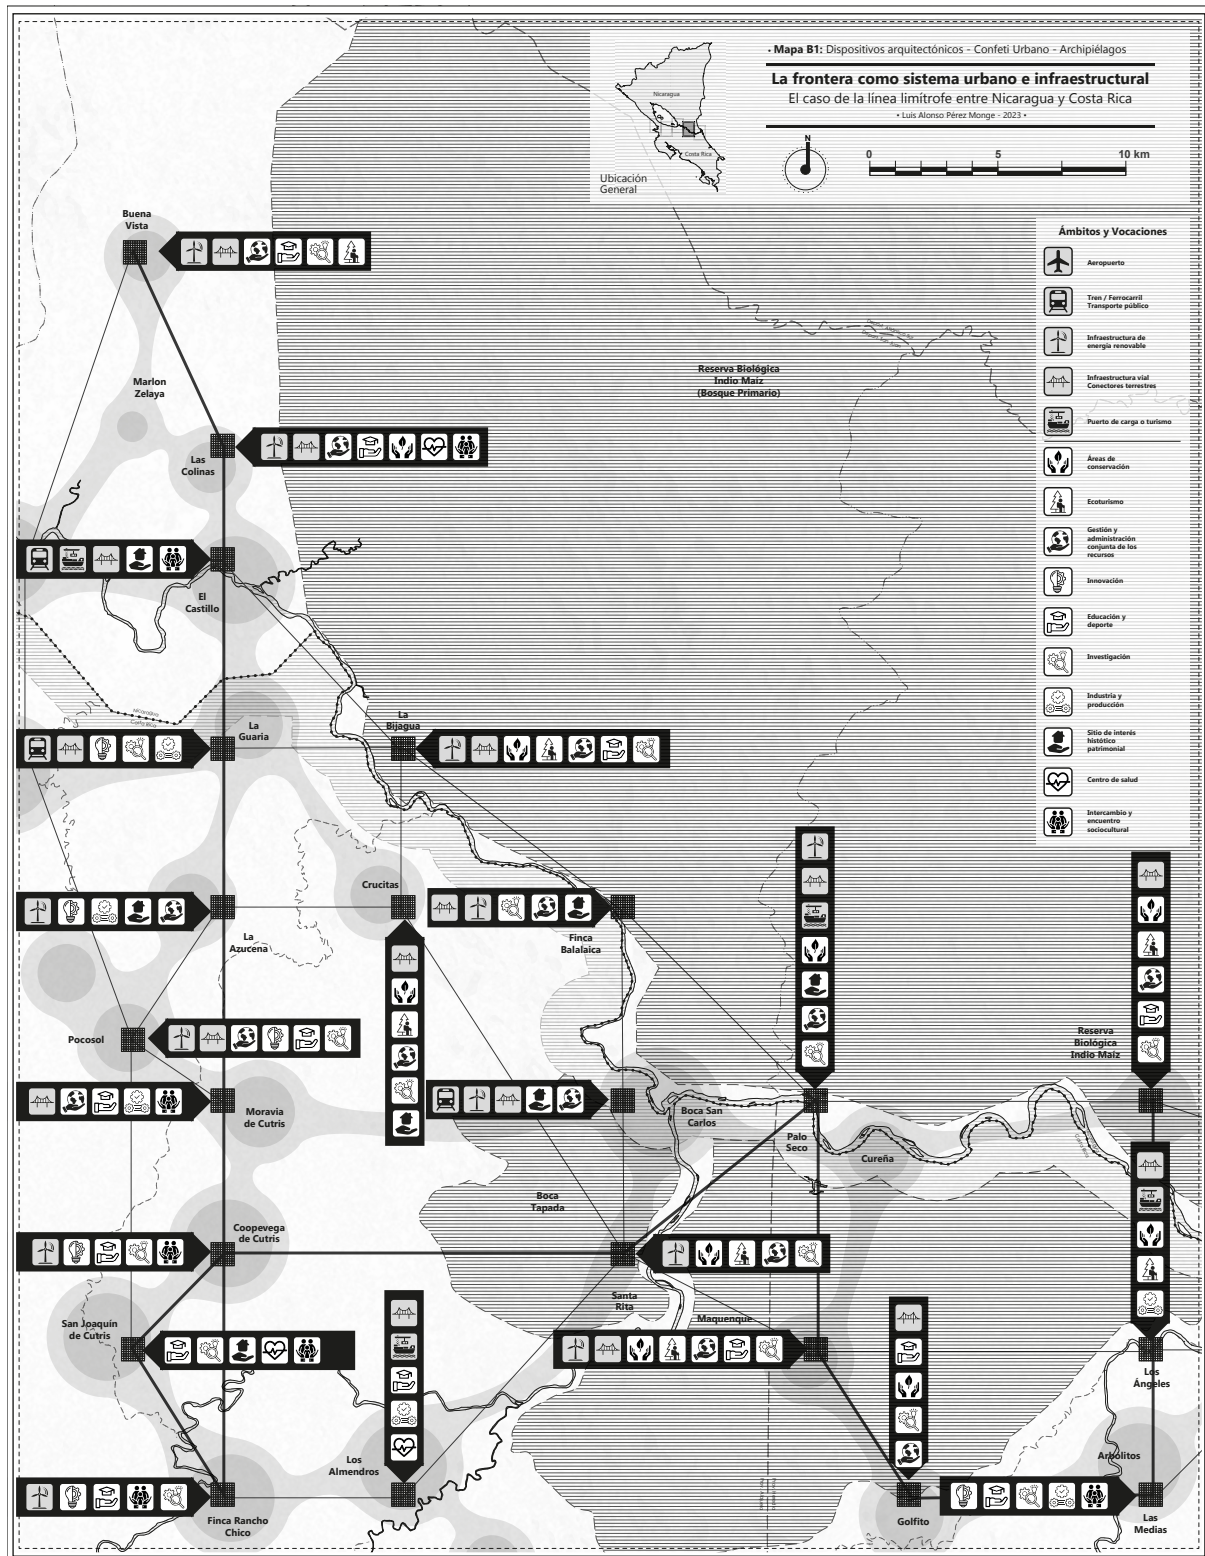 • Mapa B1: Dispositivos arquitectónicos - Confeti Urbano - Archipiélagos
La frontera como sistema urbano e infraestructural
El caso de la línea limítrofe entre Nicaragua y Costa Rica
• Luis Alonso Pérez Monge - 2023 •
Nicaragua
Costa Rica
Ubicación
General
N
0
5
10 km
Ámbitos y Vocaciones
Aeropuerto
Tren / Ferrocarril
Transporte público
Infraestructura de
energía renovable
Infraestructura vial
Conectores terrestres
Puerto de carga o turismo
Áreas de
conservación
Ecoturismo
Gestión y
administración
conjunta de los
recursos
Innovación
Educación y
deporte
Investigación
Industria y
producción
Sitio de interés
histótico
patrimonial
Centro de salud
Intercambio y
encuentro
sociocultural
Buena
Vista
Marlon
Zelaya
Reserva Biológica
Indio Maíz
(Bosque Primario)
Las
Colinas
El
Castillo
Nicaragua
Costa Rica
La
Guaria
La
Bijagua
Crucitas
La
Azucena
Finca
Balalaica
Pocosol
Reserva
Biológica
Indio Maíz
Moravia
de Cutris
Boca San
Carlos
Palo
Seco
Cureña
Boca
Tapada
Coopevega
de Cutris
Santa
Rita
Maquenque
San Joaquín
de Cutris
Los
Ángeles
Los
Almendros
Arbolitos
Finca Rancho
Chico
Golfito
Las
Medias